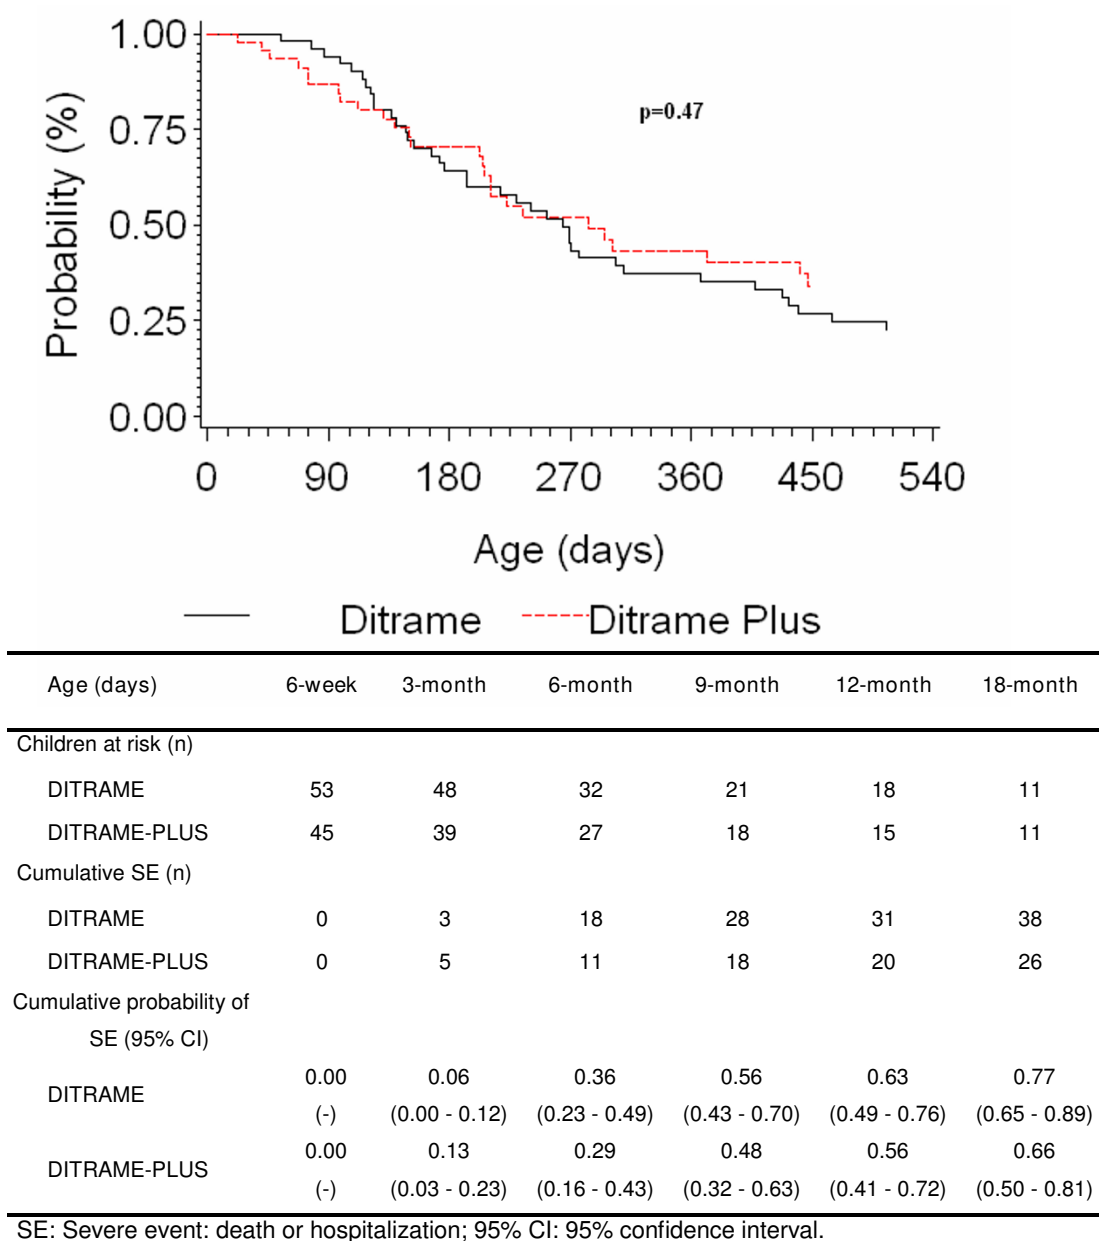 1.00
0.75
0.50
0.25
0.00
Probability (%)
p=0.47
0 90 180 270 360 450 540
Age (days)
Ditrame Ditrame Plus
Age (days) 6-week 3-month 6-month 9-month 12-month 18-month
Children at risk (n)
DITRAME 53 48 32 21 18 11
DITRAME-PLUS 45 39 27 18 15 11
Cumulative SE (n)
DITRAME 0 3 18 28 31 38
DITRAME-PLUS 0 5 11 18 20 26
Cumulative probability of
SE (95% CI)
DITRAME
0.00 0.06 0.36 0.56 0.63 0.77
(-) (0.00 - 0.12) (0.23 - 0.49) (0.43 - 0.70) (0.49 - 0.76) (0.65 - 0.89)
DITRAME-PLUS
0.00 0.13 0.29 0.48 0.56 0.66
(-) (0.03 - 0.23) (0.16 - 0.43) (0.32 - 0.63) (0.41 - 0.72) (0.50 - 0.81)
SE: Severe event: death or hospitalization; 95% CI: 95% confidence interval.